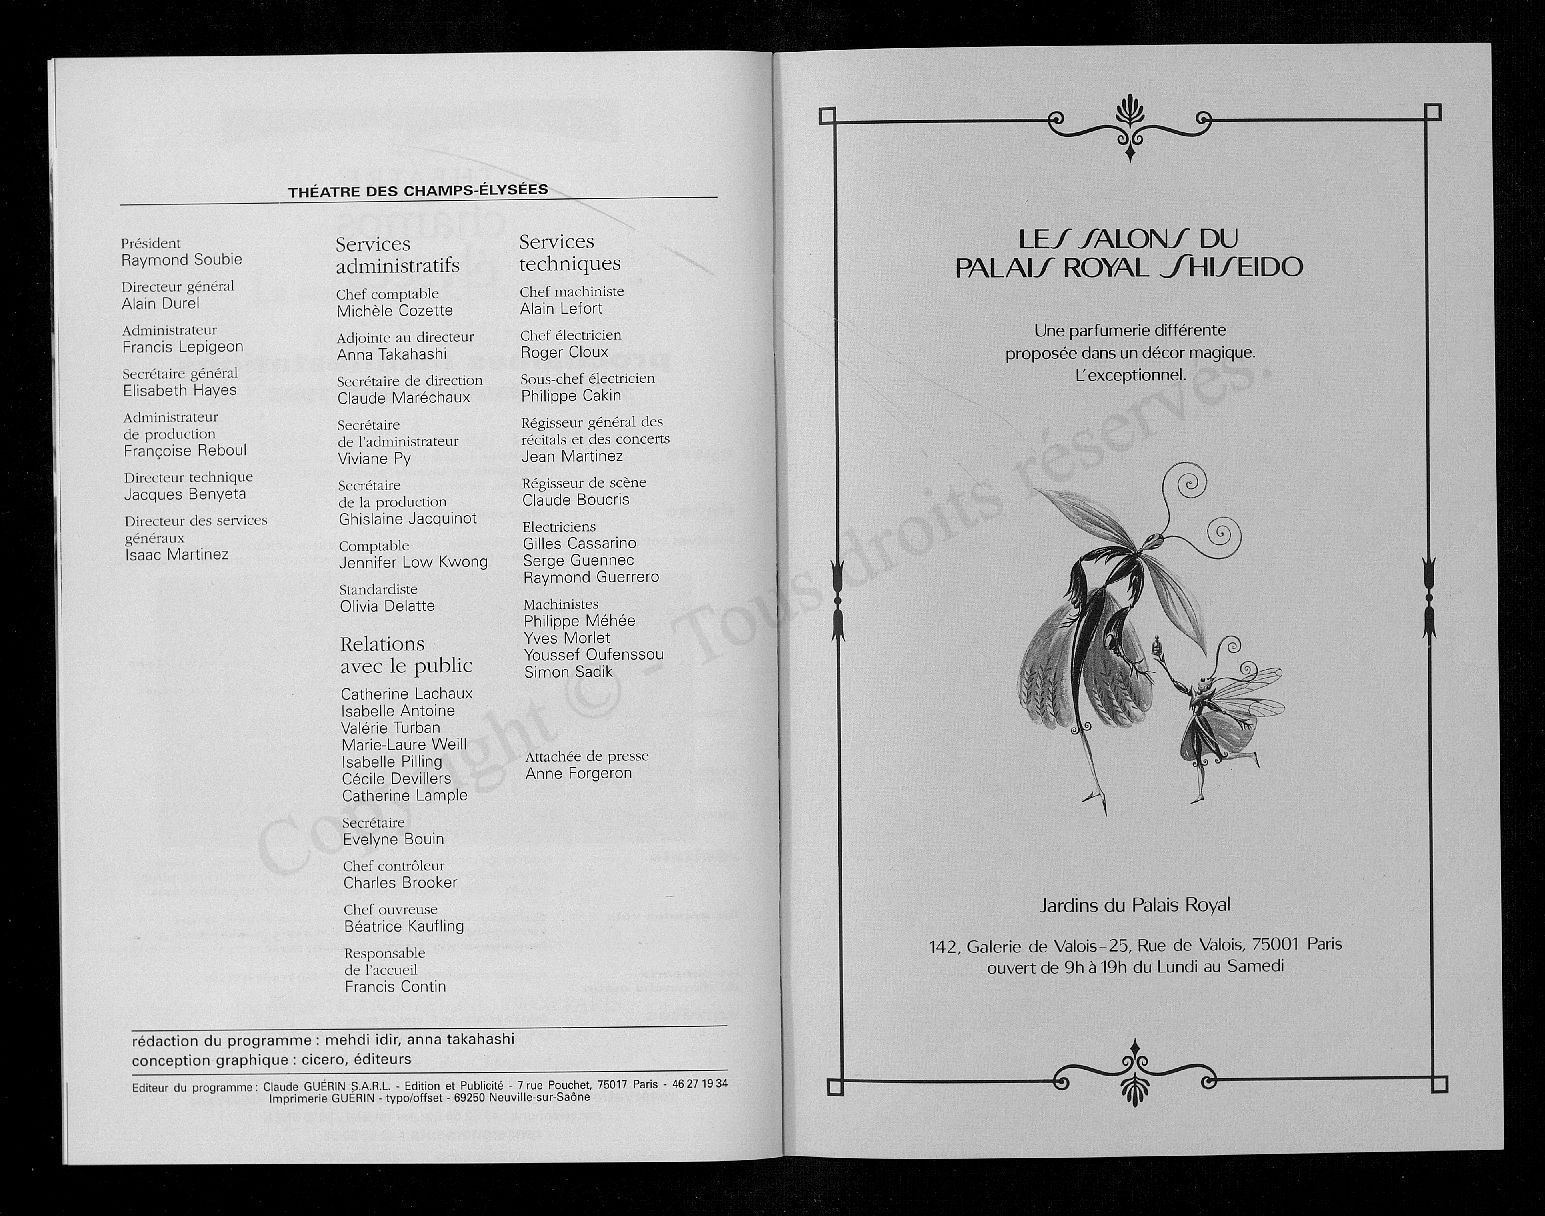 THÉATRE DES CHAMPS-ÉLYSÉES
Président
Raymond Soubie
Directeur général
Alain Durel
Administrateur
Francis Lepigeon
Secrétaire général
Elisabeth Hayes
Administrateur
de production
Françoise Reboul
Directeur technique
Jacques Benyeta
Directeur des services
généraux
Isaac Martinez
Services
administratifs
Chef comptable
Michèle Cozette
Adjointe au directeur
Anna Takahashi
Secrétaire de direction
Claude Maréchaux
Secrétaire
de l'administrateur
Viviane Py
Secrétaire
de la production
Ghislaine Jacquinot
Comptable
Jennifer Low Kwong
Standardiste
Olivia Delatte
Relations
avec le public
Catherine Lachaux
Isabelle Antoine
Valérie Turban
Marie-Laure Weill
Isabelle Pilling
Cécile Devillers
Catherine Lample
Secrétaire
Evelyne Bouin
Chef contrôleur
Charles Brooker
Chef ouvreuse
Béatrice Kaufling
Responsable
de l'accueil
Francis Contin
Services
techniques
Chef machiniste
Alain Lefort
Chef électricien
Roger Cloux
Sous-chef électricien
Philippe Cakin
Régisseur général des
récitals et des concerts
Jean Martinez
Régisseur de scène
Claude Boucris
Electriciens
Gilles Cassarino
Serge Guennec
Raymond Guerrero
Machinistes
Philippe Méhée
Yves Morlet
Youssef Oufenssou
Simon Sadik
Attachée de presse
Anne Forgeron
rédaction du programme : mehdi idir, anna takahashi
conception graphique : cicero, éditeurs
Editeur du programme : Claude GUÉRIN S.A.R.L. - Edition et Publicité - 7 rue Pouchet, 75017 Paris - 46 27 19 34
Imprimerie GUÉRIN - typo/offset - 69250 Neuville-sur-Saône
LES SALONS DU
PALAIS ROYAL SHISEIDO
Une parfumerie différente
proposée dans un décor magique.
L'exceptionnel.
Jardins du Palais Royal
142, Galerie de Valois-25, Rue de Valois, 75001 Paris
ouvert de 9h à 19h du Lundi au Samedi
Copyright © - Tous droits réservés.